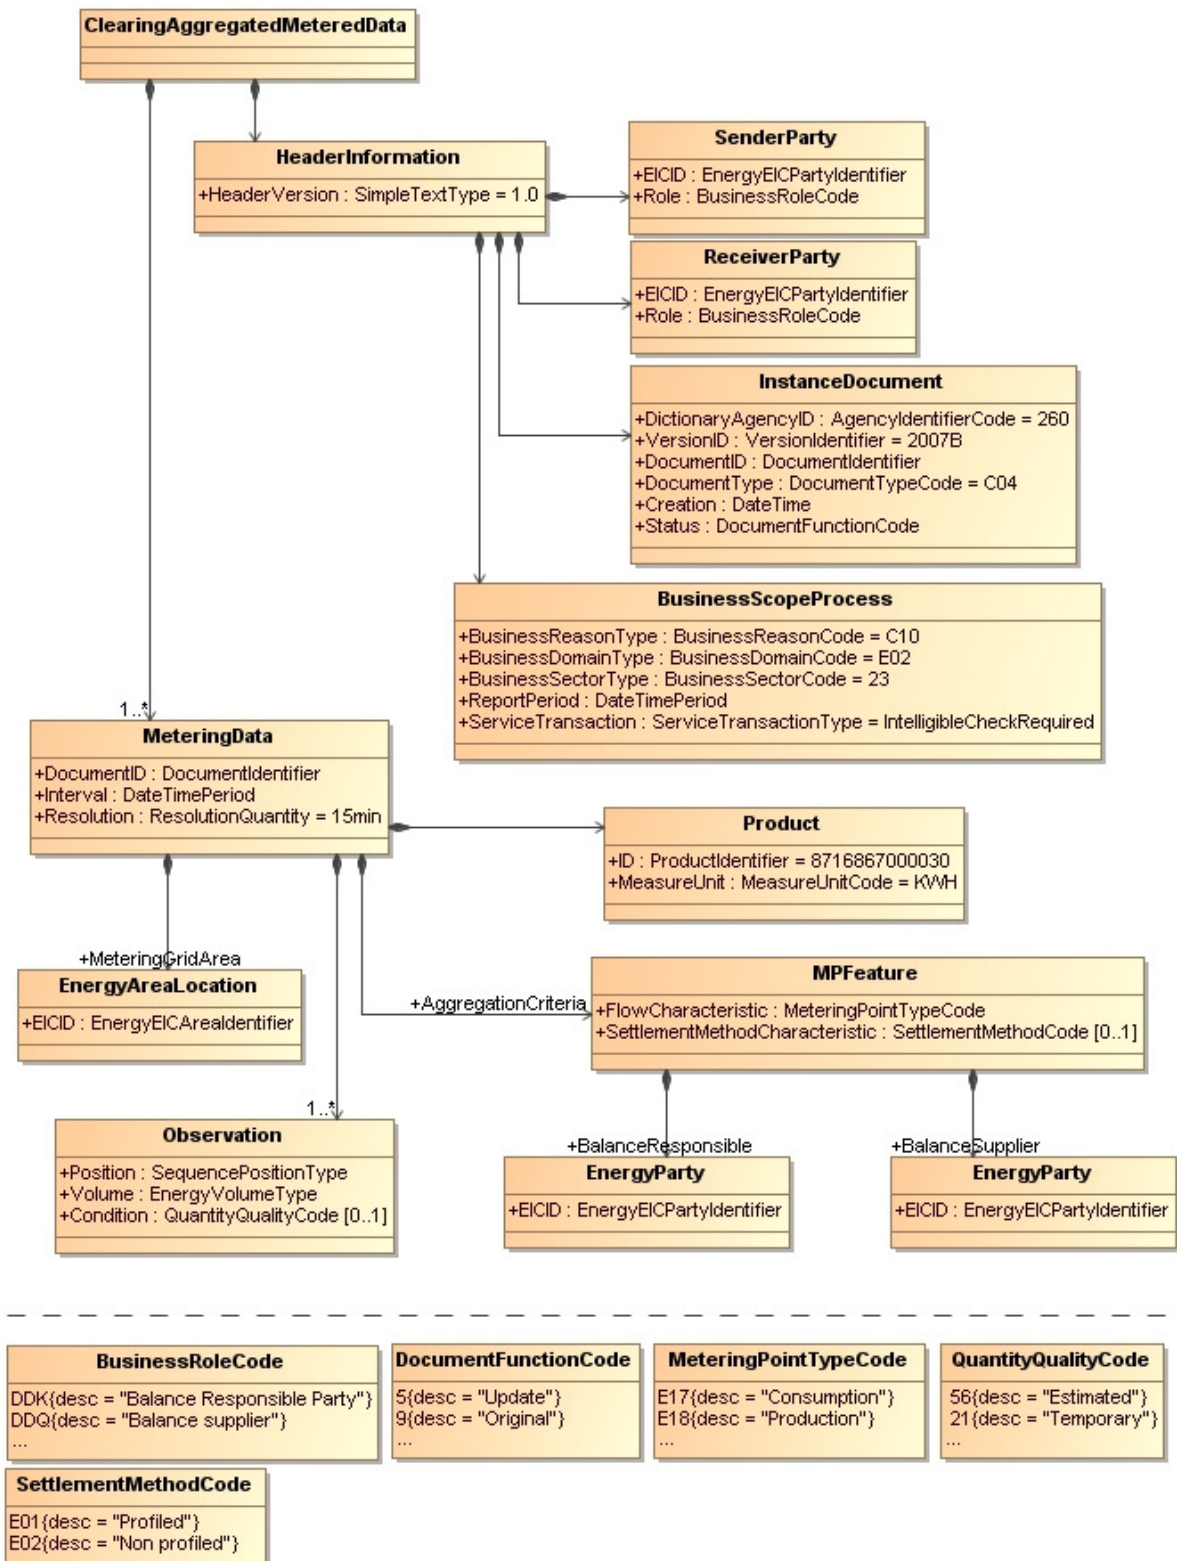 ClearingAggregatedMeteredData
HeaderInformation
+HeaderVersion : SimpleTextType = 1.0
SenderParty
+EICID : EnergyEICPartyIdentifier
+Role : BusinessRoleCode
ReceiverParty
+EICID : EnergyEICPartyIdentifier
+Role : BusinessRoleCode
InstanceDocument
+DictionaryAgencyID : AgencyIdentifierCode = 260
+VersionID : VersionIdentifier = 2007B
+DocumentID : DocumentIdentifier
+DocumentType : DocumentTypeCode = C04
+Creation : DateTime
+Status : DocumentFunctionCode
BusinessScopeProcess
+BusinessReasonType : BusinessReasonCode = C10
+BusinessDomainType : BusinessDomainCode = E02
+BusinessSectorType : BusinessSectorCode = 23
+ReportPeriod : DateTimePeriod
+ServiceTransaction : ServiceTransactionType = IntelligibleCheckRequired
1..*
MeteringData
+DocumentID : DocumentIdentifier
+Interval : DateTimePeriod
+Resolution : ResolutionQuantity = 15min
Product
+ID : ProductIdentifier = 8716867000030
+MeasureUnit : MeasureUnitCode = KWH
+MeteringGridArea
EnergyAreaLocation
+EICID : EnergyEICAreaIdentifier
+AggregationCriteria
MPFeature
+FlowCharacteristic : MeteringPointTypeCode
+SettlementMethodCharacteristic : SettlementMethodCode [0..1]
1..*
Observation
+Position : SequencePositionType
+Volume : EnergyVolumeType
+Condition : QuantityQualityCode [0..1]
+BalanceResponsible
EnergyParty
+EICID : EnergyEICPartyIdentifier
+BalanceSupplier
EnergyParty
+EICID : EnergyEICPartyIdentifier
BusinessRoleCode
DDK{desc = "Balance Responsible Party"}
DDQ{desc = "Balance supplier"}
...
DocumentFunctionCode
5{desc = "Update"}
9{desc = "Original"}
...
MeteringPointTypeCode
E17{desc = "Consumption"}
E18{desc = "Production"}
...
QuantityQualityCode
56{desc = "Estimated"}
21{desc = "Temporary"}
...
SettlementMethodCode
E01{desc = "Profiled"}
E02{desc = "Non profiled"}